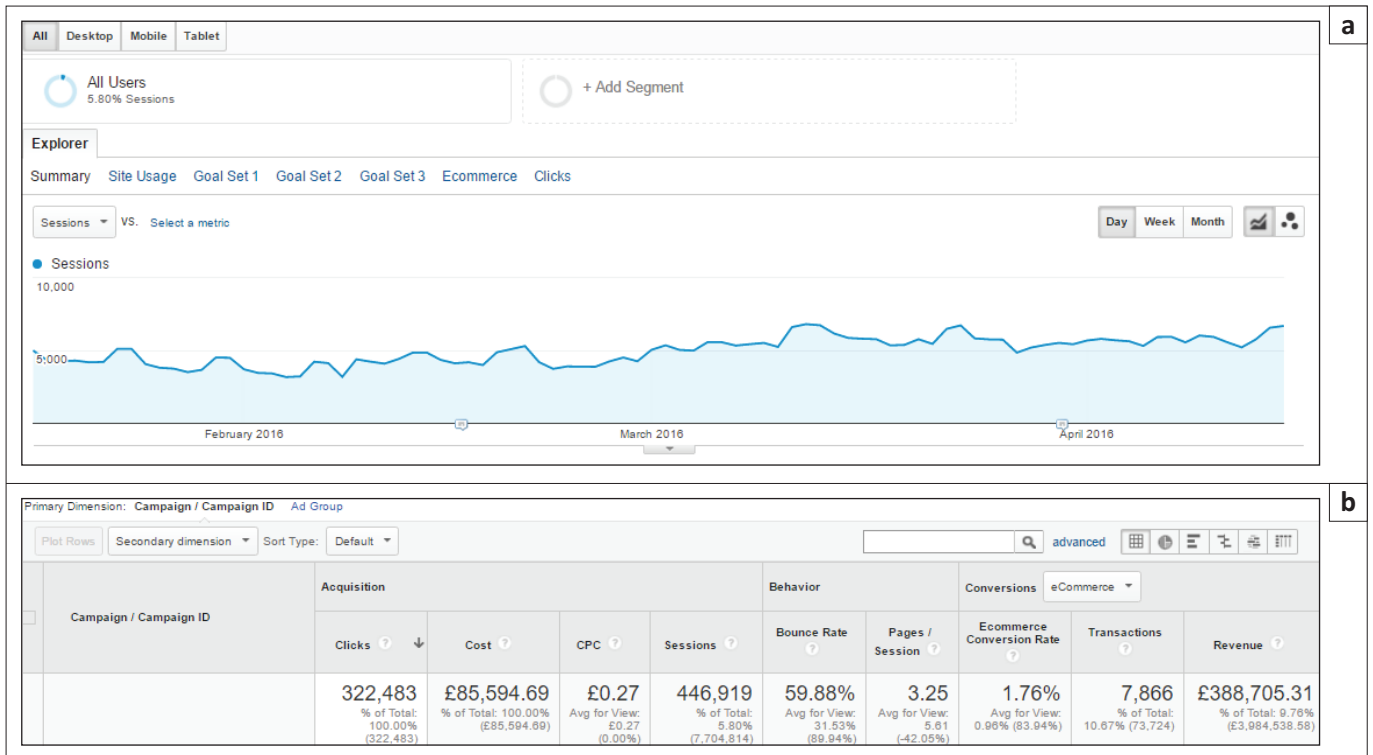 a
All Desktop Mobile Tablet
All Users
5.80% Sessions
+ Add Segment
Explorer
Summary Site Usage Goal Set 1 Goal Set 2 Goal Set 3 Ecommerce Clicks
Sessions VS. Select a metric Day Week Month
Sessions
10,000
5,000
February 2016 March 2016 April 2016
b
Primary Dimension: Campaign / Campaign ID Ad Group
Plot Rows Secondary dimension Sort Type: Default advanced
Campaign / Campaign ID
Acquisition Behavior Conversions eCommerce
Clicks ? Cost ? CPC ? Sessions ? Bounce Rate ? Pages / Session ? Ecommerce Conversion Rate ? Transactions ? Revenue ?
322,483 £85,594.69 £0.27 446,919 59.88% 3.25 1.76% 7,866 £388,705.31
% of Total: 100.00% (322,483)
% of Total: 100.00% (£85,594.69)
Avg for View: £0.27 (0.00%)
% of Total: 5.80% (7,704,814)
Avg for View: 31.53% (89.94%)
Avg for View: 5.61 (-42.05%)
Avg for View: 0.96% (83.94%)
% of Total: 10.67% (73,724)
% of Total: 9.76% (£3,984,538.58)